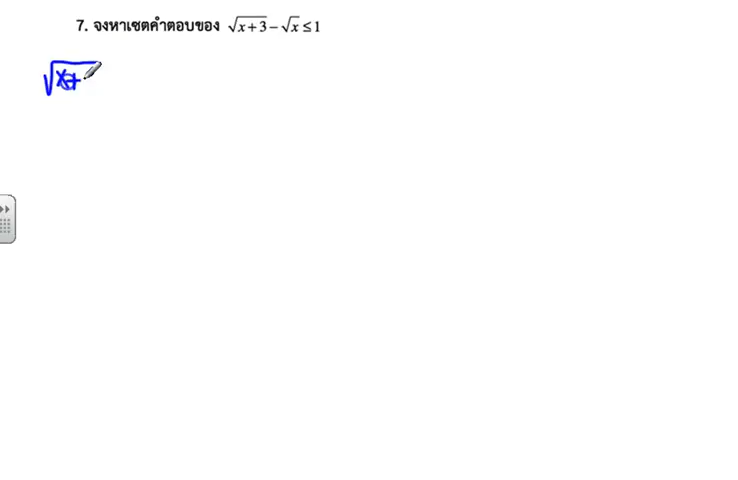 7. จงหาเซตคำตอบของ √(x+3) − √x ≤ 1
√x+